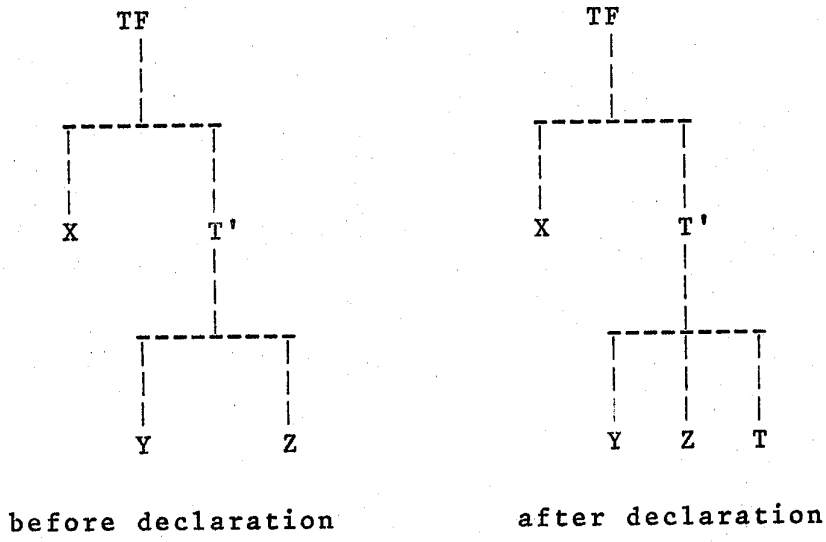 TF TF
X T' X T'
Y Z Y Z T
before declaration after declaration